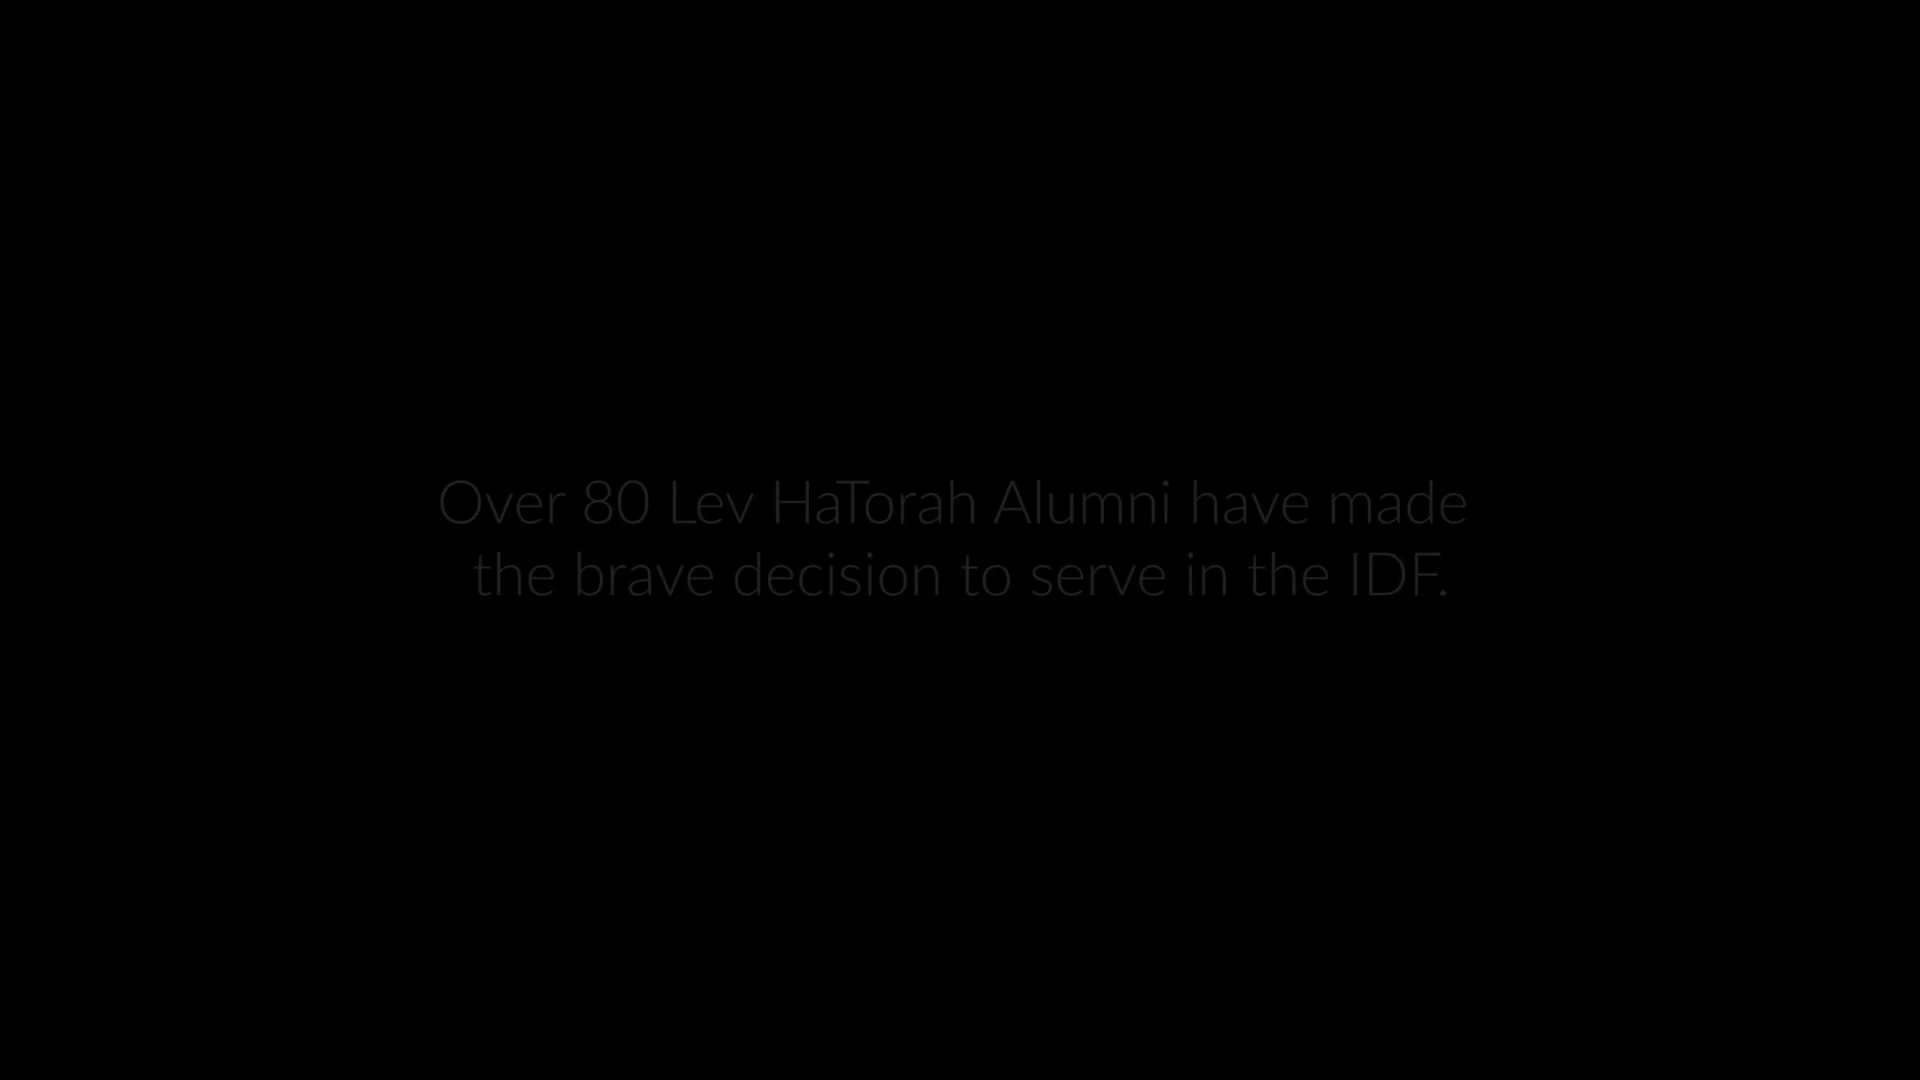 Over 80 Lev HaTorah Alumni have made
the brave decision to serve in the IDF.